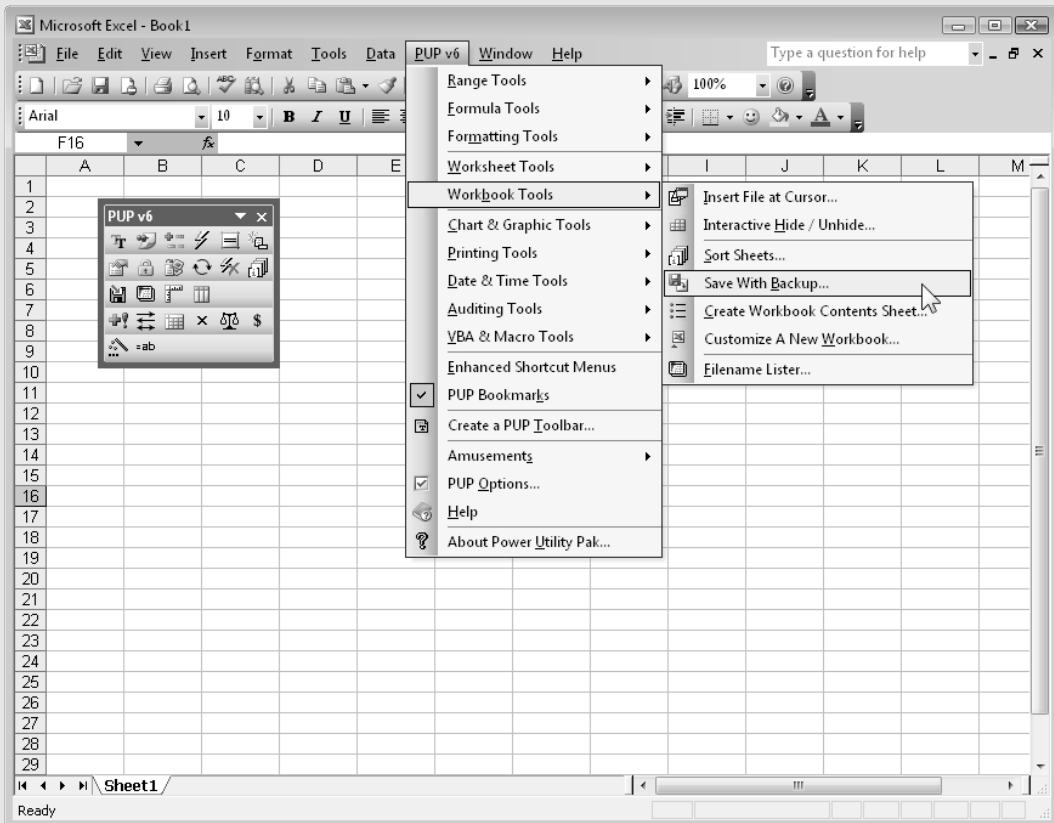 Microsoft Excel - Book1
File Edit View Insert Format Tools Data PUP v6 Window Help Type a question for help
100%
Arial 10 B I U A
F16 fx
A B C D E I J K L M
1
2
3
4
5
6
7
8
9
10
11
12
13
14
15
16
17
18
19
20
21
22
23
24
25
26
27
28
29
PUP v6
=ab
Range Tools
Formula Tools
Formatting Tools
Worksheet Tools
Workbook Tools
Chart & Graphic Tools
Printing Tools
Date & Time Tools
Auditing Tools
VBA & Macro Tools
Enhanced Shortcut Menus
PUP Bookmarks
Create a PUP Toolbar...
Amusements
PUP Options...
Help
About Power Utility Pak...
Insert File at Cursor...
Interactive Hide / Unhide...
Sort Sheets...
Save With Backup...
Create Workbook Contents Sheet...
Customize A New Workbook...
Filename Lister...
Sheet1
Ready